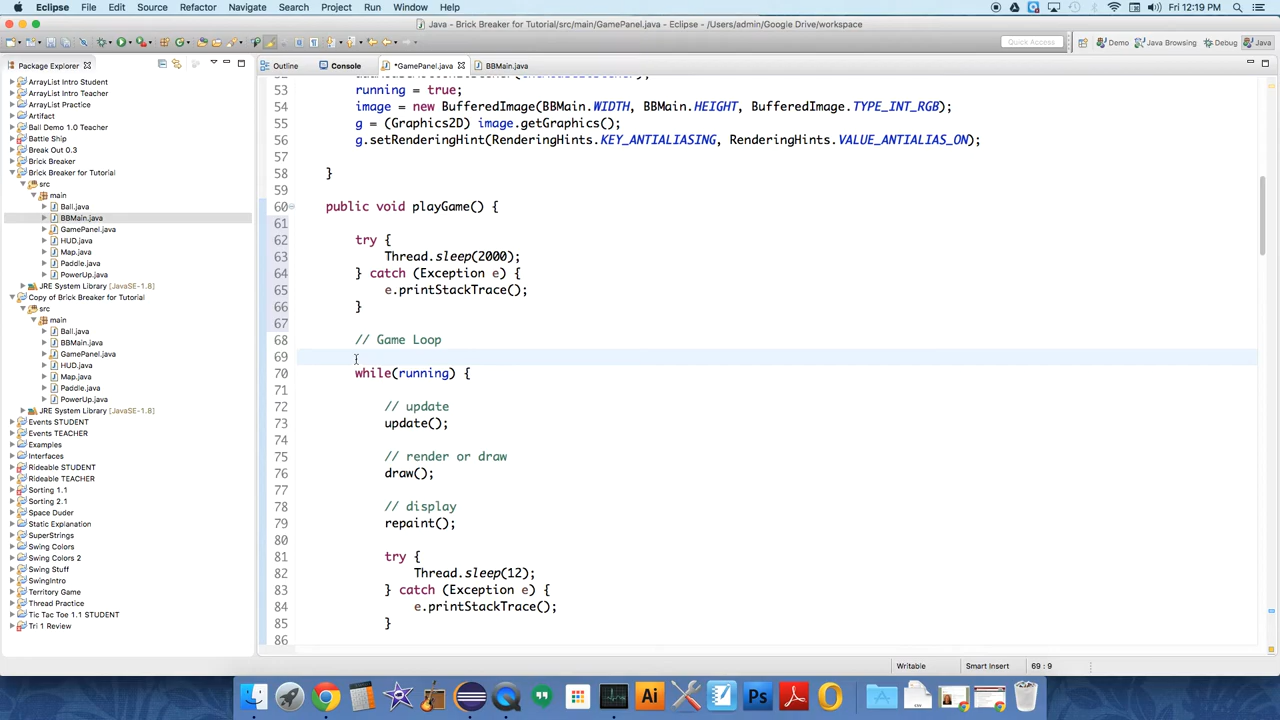 Eclipse File Edit Source Refactor Navigate Search Project Run Window Help
Fri 12:19 PM
Java - Brick Breaker for Tutorial/src/main/GamePanel.java - Eclipse - /Users/admin/Google Drive/workspace
Quick Access
Demo Java Browsing Debug Java
Package Explorer
ArrayList Intro Student
ArrayList Intro Teacher
ArrayList Practice
Artifact
Ball Demo 1.0 Teacher
Battle Ship
Break Out 0.3
Brick Breaker
Brick Breaker for Tutorial
src
main
Ball.java
BBMain.java
GamePanel.java
HUD.java
Map.java
Paddle.java
PowerUp.java
JRE System Library [JavaSE-1.8]
Copy of Brick Breaker for Tutorial
src
main
Ball.java
BBMain.java
GamePanel.java
HUD.java
Map.java
Paddle.java
PowerUp.java
JRE System Library [JavaSE-1.8]
Events STUDENT
Events TEACHER
Examples
Interfaces
Rideable STUDENT
Rideable TEACHER
Sorting 1.1
Sorting 2.1
Space Duder
Static Explanation
SuperStrings
Swing Colors
Swing Colors 2
Swing Stuff
SwingIntro
Territory Game
Thread Practice
Tic Tac Toe 1.1 STUDENT
Tri 1 Review
Outline Console *GamePanel.java BBMain.java
53 running = true;
54 image = new BufferedImage(BBMain.WIDTH, BBMain.HEIGHT, BufferedImage.TYPE_INT_RGB);
55 g = (Graphics2D) image.getGraphics();
56 g.setRenderingHint(RenderingHints.KEY_ANTIALIASING, RenderingHints.VALUE_ANTIALIAS_ON);
57
58 }
59
60 public void playGame() {
61
62 try {
63 Thread.sleep(2000);
64 } catch (Exception e) {
65 e.printStackTrace();
66 }
67
68 // Game Loop
69
70 while(running) {
71
72 // update
73 update();
74
75 // render or draw
76 draw();
77
78 // display
79 repaint();
80
81 try {
82 Thread.sleep(12);
83 } catch (Exception e) {
84 e.printStackTrace();
85 }
86
Writable Smart Insert 69 : 9
Ai Ps